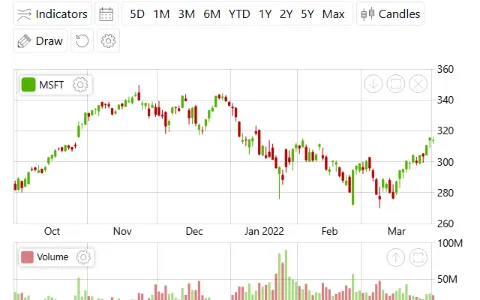 Indicators 5D 1M 3M 6M YTD 1Y 2Y 5Y Max Candles
Draw
MSFT
360
340
320
300
280
260
Oct Nov Dec Jan 2022 Feb Mar
Volume
100M
50M